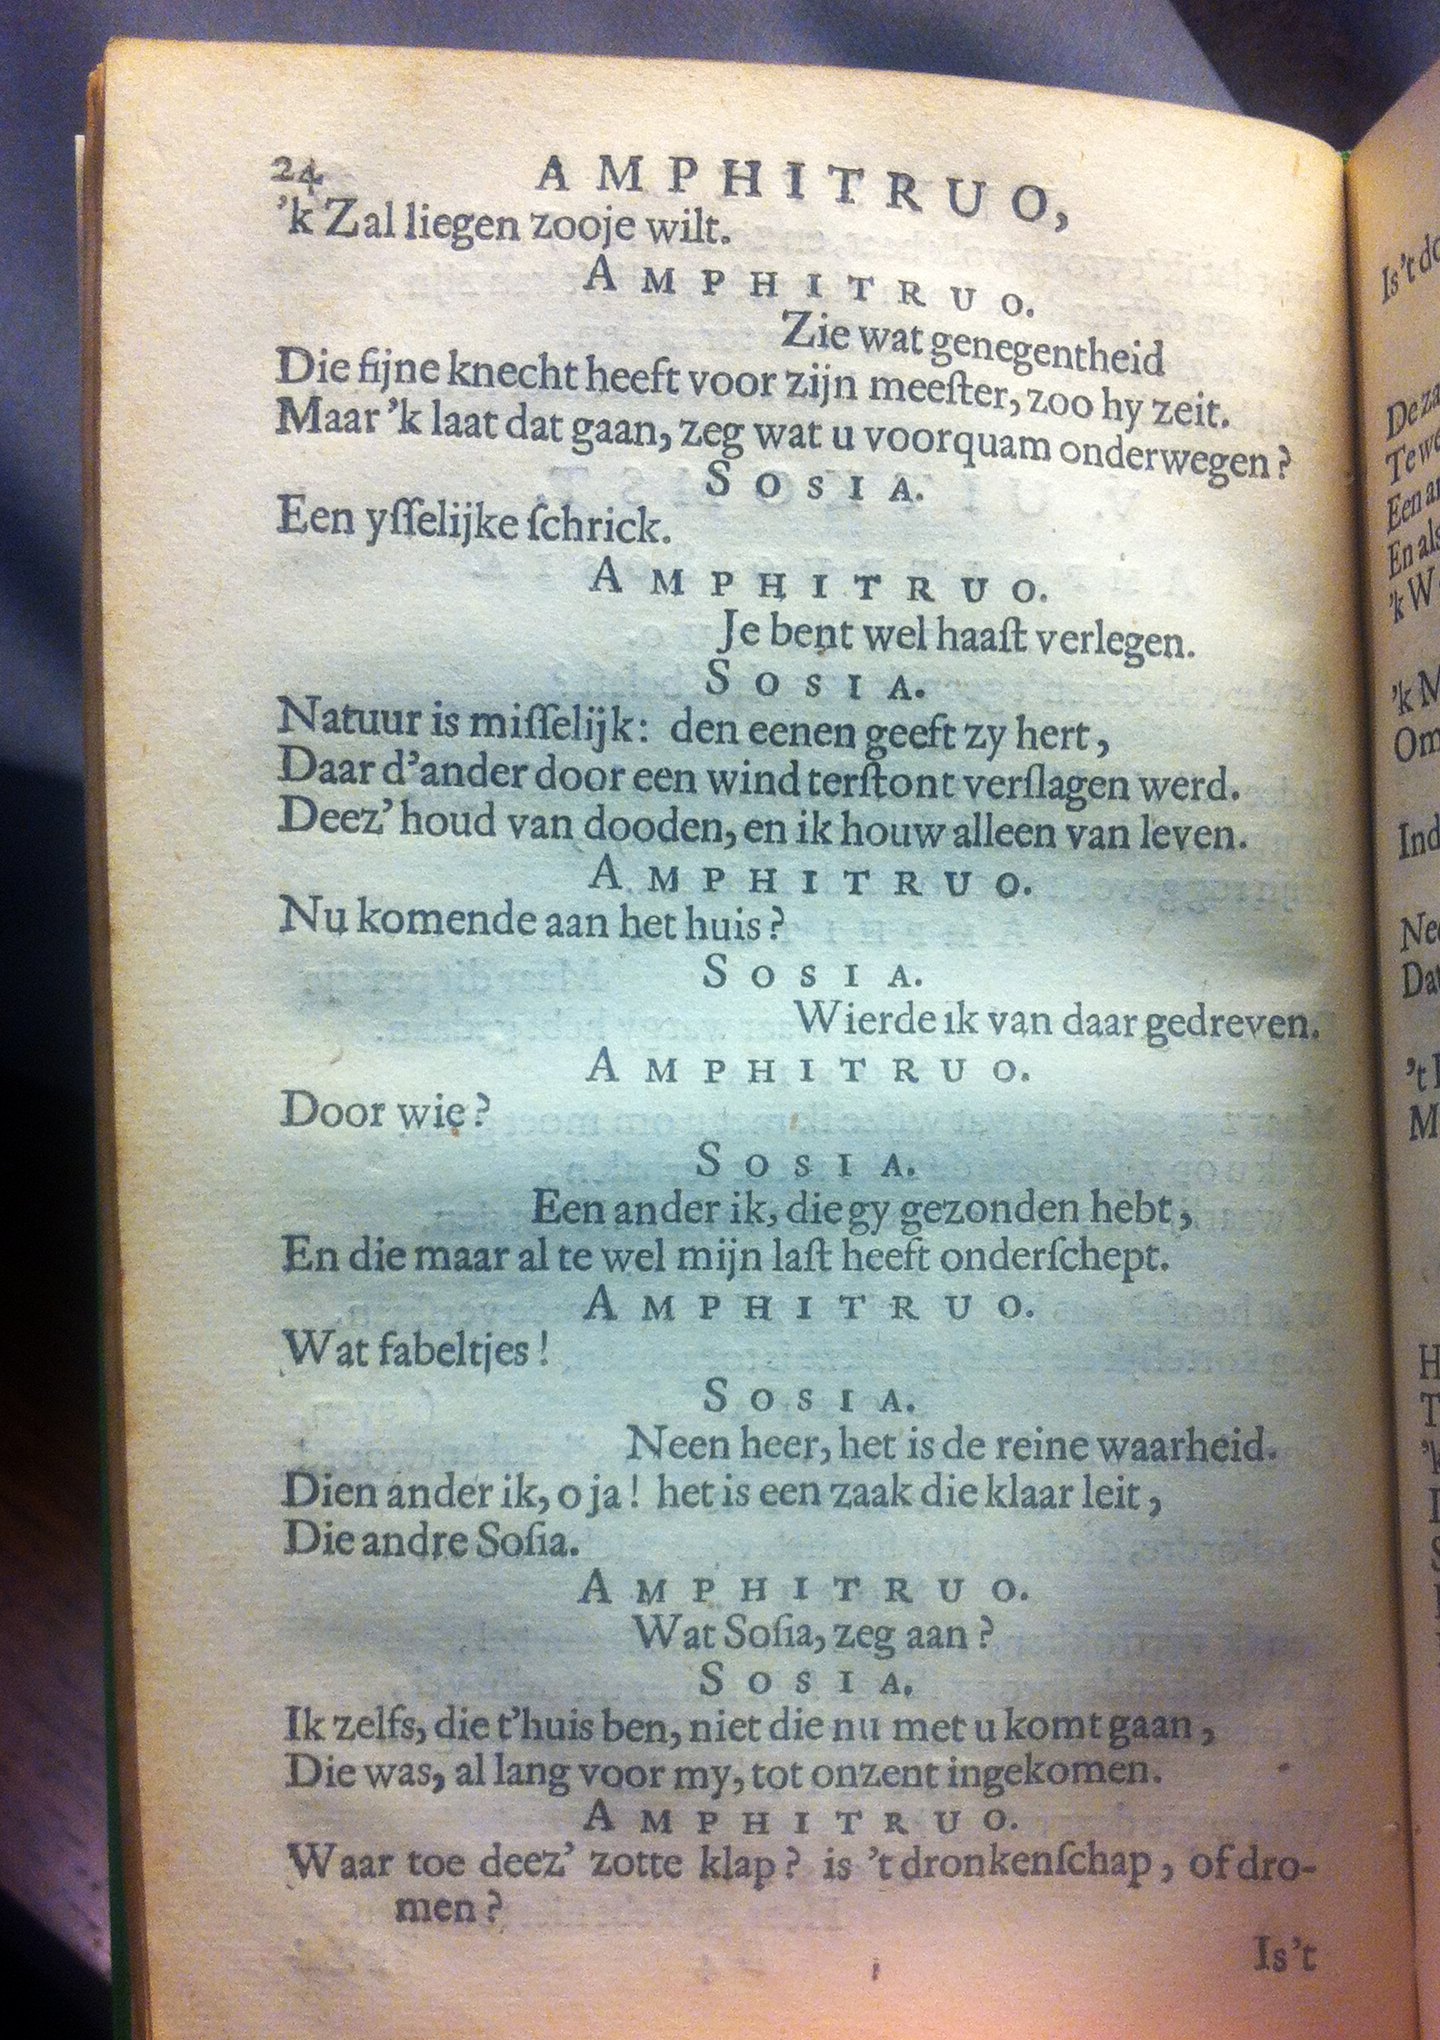 24 AMPHITRUO,
'k Zal liegen zooje wilt.
AMPHITRUO.
Zie wat genegentheid
Die fijne knecht heeft voor zijn meeſter, zoo hy zeit.
Maar 'k laat dat gaan, zeg wat u voorquam onderwegen?
SOSIA.
Een yſſelijke ſchrick.
AMPHITRUO.
Je bent wel haaſt verlegen.
SOSIA.
Natuur is miſſelijk: den eenen geeft zy hert,
Daar d'ander door een wind terſtont verſlagen werd.
Deez' houd van dooden, en ik houw alleen van leven.
AMPHITRUO.
Nu komende aan het huis?
SOSIA.
Wierde ik van daar gedreven.
AMPHITRUO.
Door wie?
SOSIA.
Een ander ik, die gy gezonden hebt,
En die maar al te wel mijn laſt heeft onderſchept.
AMPHITRUO.
Wat fabeltjes!
SOSIA.
Neen heer, het is de reine waarheid.
Dien ander ik, o ja! het is een zaak die klaar leit,
Die andre Soſia.
AMPHITRUO.
Wat Soſia, zeg aan?
SOSIA.
Ik zelfs, die t'huis ben, niet die nu met u komt gaan,
Die was, al lang voor my, tot onzent ingekomen.
AMPHITRUO.
Waar toe deez' zotte klap? is 't dronkenſchap, of dro-
men?
Is't
Is't
Te
Een
En als
'k W
'k M
Om
Ind